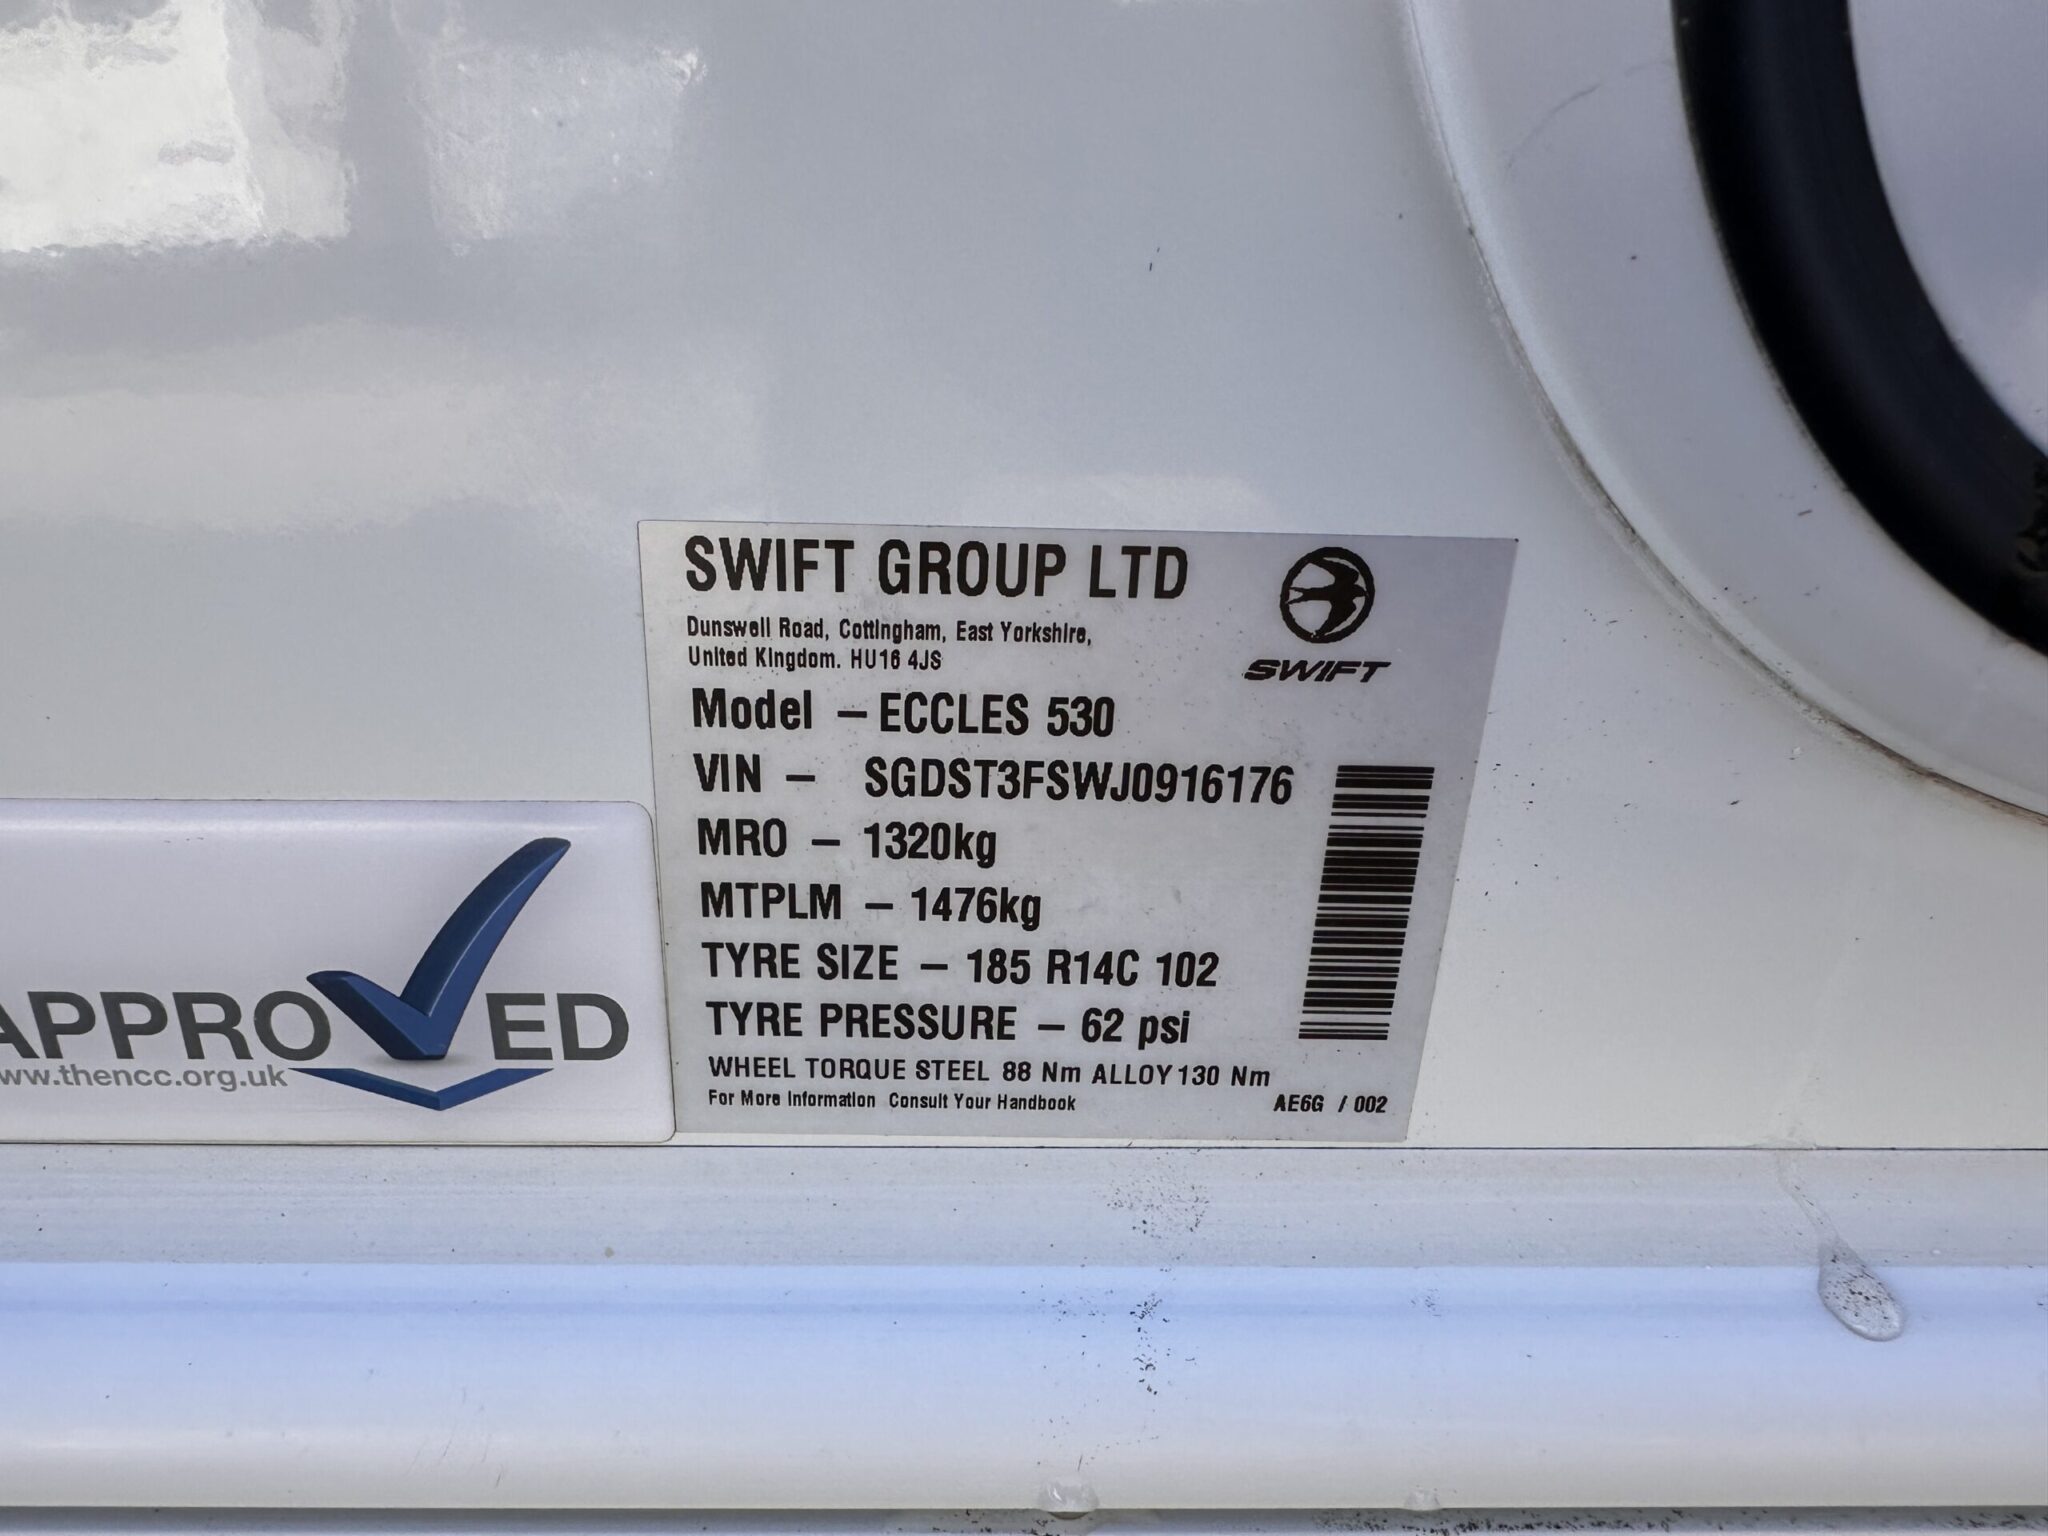 SWIFT GROUP LTD
Dunswell Road, Cottingham, East Yorkshire,
United Kingdom. HU16 4JS
SWIFT
Model – ECCLES 530
VIN – SGDST3FSWJ0916176
MRO – 1320kg
MTPLM – 1476kg
TYRE SIZE – 185 R14C 102
TYRE PRESSURE – 62 psi
WHEEL TORQUE STEEL 88 Nm ALLOY 130 Nm
For More Information Consult Your Handbook AE6G / 002
APPROVED
ww.thencc.org.uk